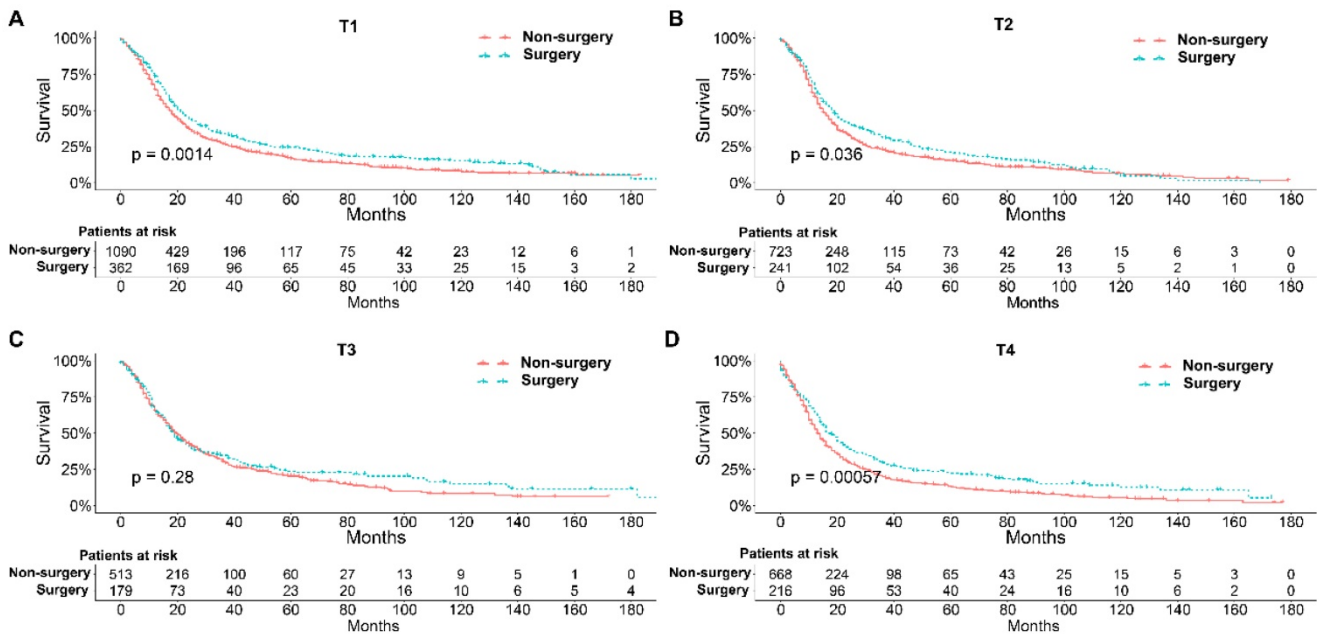 A
T1
100%
75%
50%
25%
0%
Survival
Non-surgery
Surgery
p = 0.0014
0 20 40 60 80 100 120 140 160 180
Months
Patients at risk
Non-surgery 1090 429 196 117 75 42 23 12 6 1
Surgery 362 169 96 65 45 33 25 15 3 2
0 20 40 60 80 100 120 140 160 180
Months
B
T2
100%
75%
50%
25%
0%
Survival
Non-surgery
Surgery
p = 0.036
0 20 40 60 80 100 120 140 160 180
Months
Patients at risk
Non-surgery 723 248 115 73 42 26 15 6 3 0
Surgery 241 102 54 36 25 13 5 2 1 0
0 20 40 60 80 100 120 140 160 180
Months
C
T3
100%
75%
50%
25%
0%
Survival
Non-surgery
Surgery
p = 0.28
0 20 40 60 80 100 120 140 160 180
Months
Patients at risk
Non-surgery 513 216 100 60 27 13 9 5 1 0
Surgery 179 73 40 23 20 16 10 6 5 4
0 20 40 60 80 100 120 140 160 180
Months
D
T4
100%
75%
50%
25%
0%
Survival
Non-surgery
Surgery
p = 0.00057
0 20 40 60 80 100 120 140 160 180
Months
Patients at risk
Non-surgery 668 224 98 65 43 25 15 5 3 0
Surgery 216 96 53 40 24 16 10 6 2 0
0 20 40 60 80 100 120 140 160 180
Months